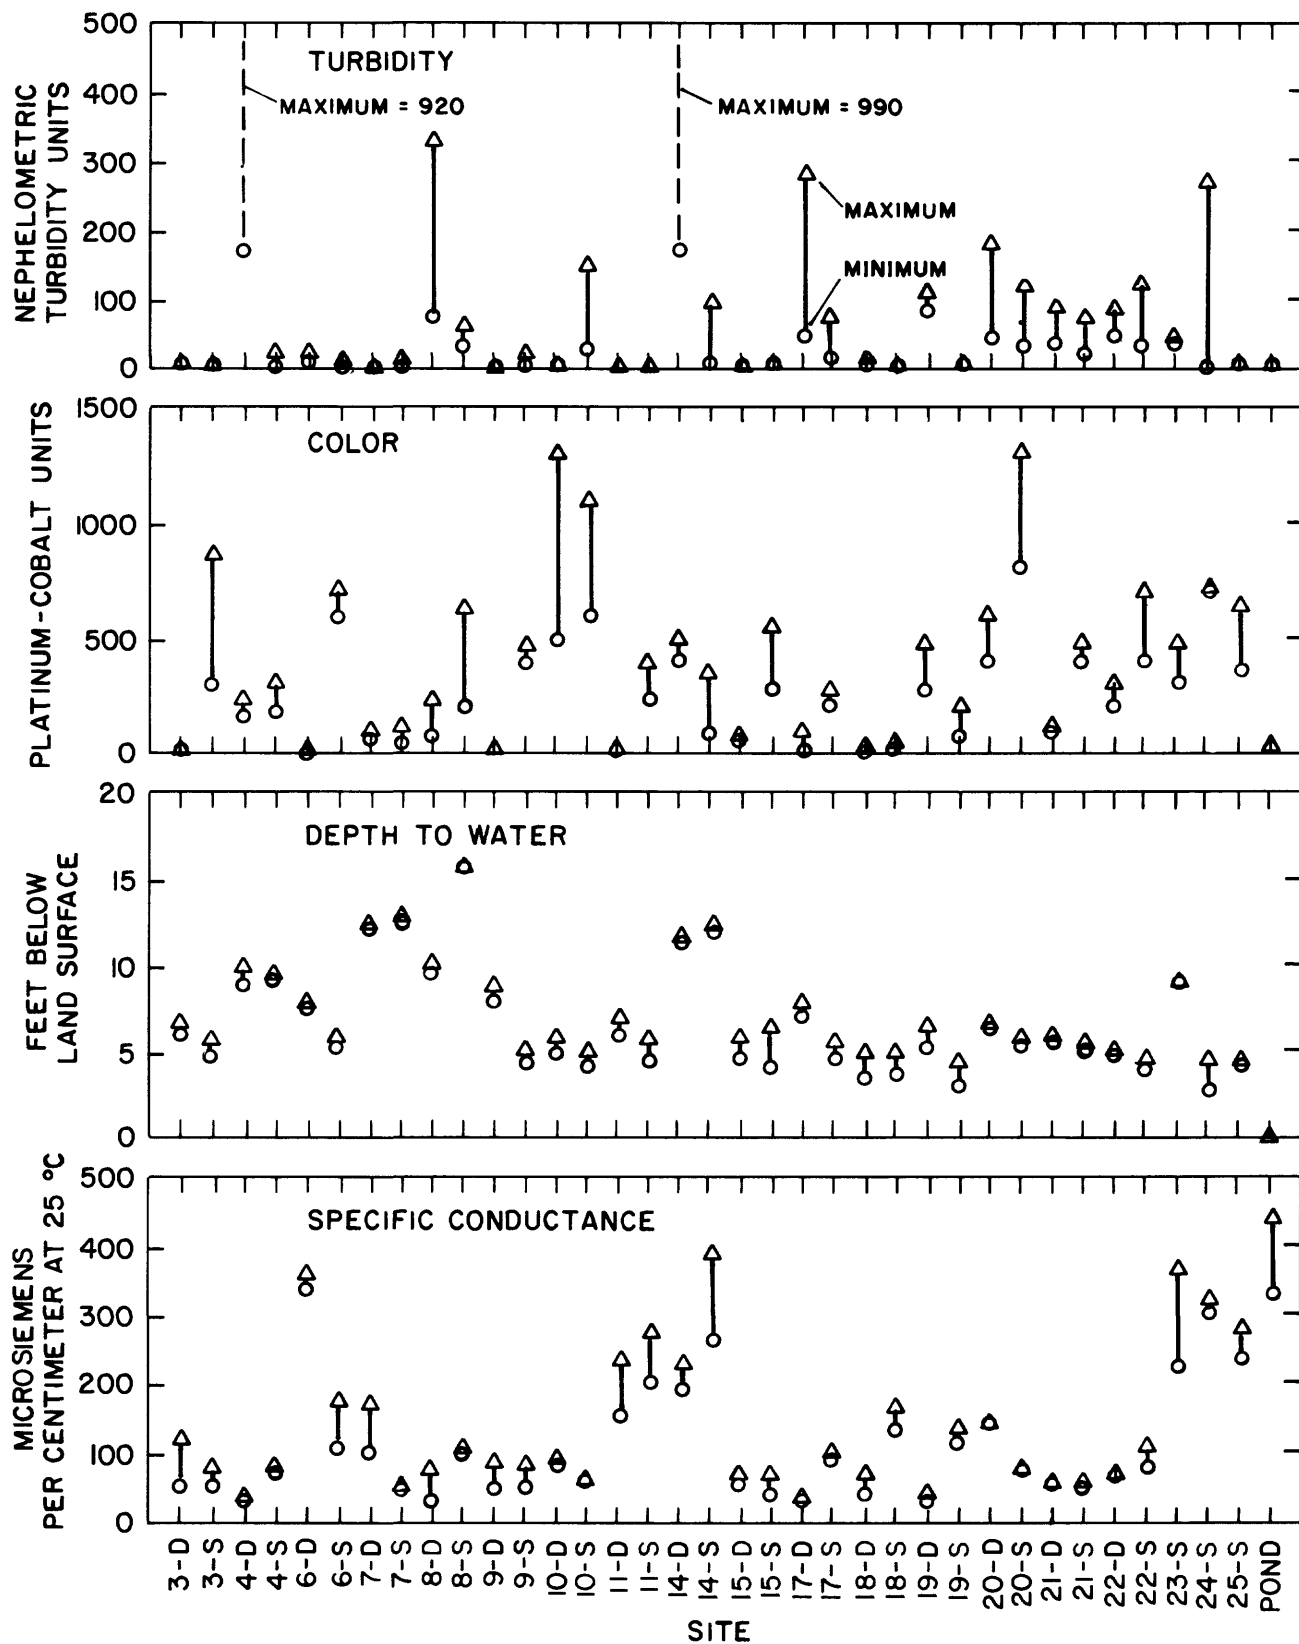 NEPHELOMETRIC
TURBIDITY UNITS
500
400
300
200
100
0
TURBIDITY
MAXIMUM = 920
MAXIMUM = 990
MAXIMUM
MINIMUM
PLATINUM-COBALT UNITS
1500
1000
500
0
COLOR
FEET BELOW
LAND SURFACE
20
15
10
5
0
DEPTH TO WATER
MICROSIEMENS
PER CENTIMETER AT 25 °C
500
400
300
200
100
0
SPECIFIC CONDUCTANCE
3-D
3-S
4-D
4-S
6-D
6-S
7-D
7-S
8-D
8-S
9-D
9-S
10-D
10-S
11-D
11-S
14-D
14-S
15-D
15-S
17-D
17-S
18-D
18-S
19-D
19-S
20-D
20-S
21-D
21-S
22-D
22-S
23-S
24-S
25-S
POND
SITE